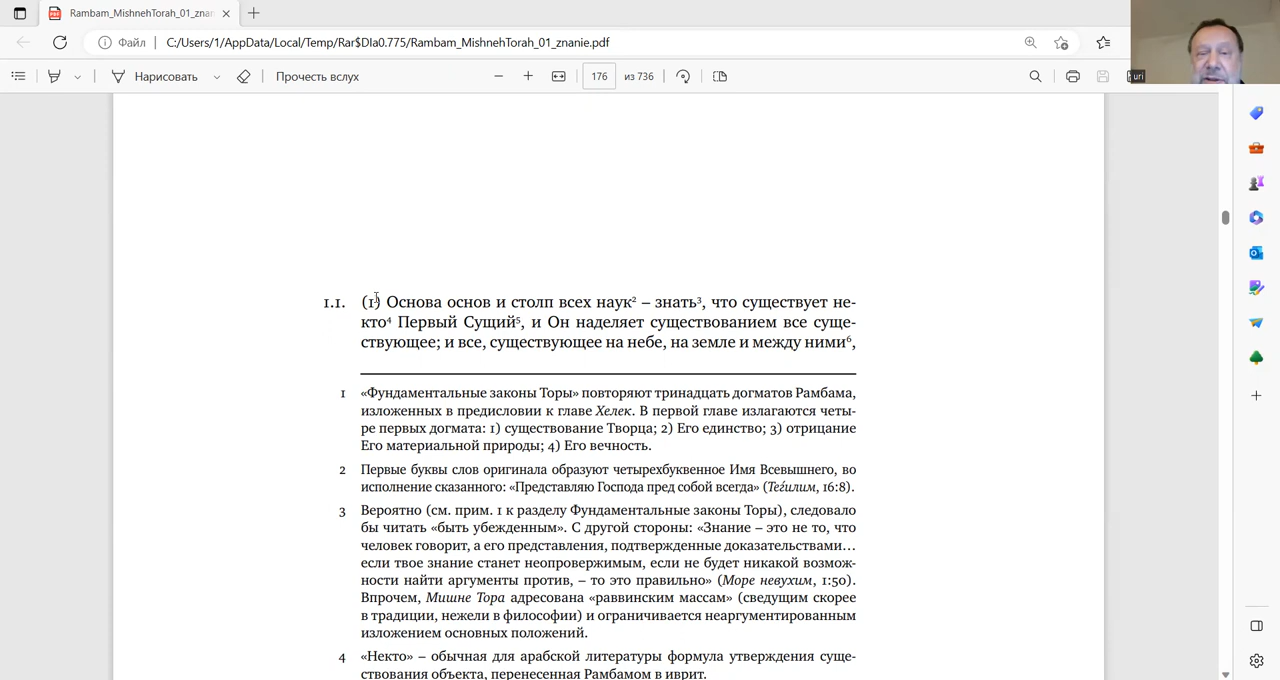 Rambam_MishnehTorah_01_znan
Файл
C:/Users/1/AppData/Local/Temp/Rar$DIa0.775/Rambam_MishnehTorah_01_znanie.pdf
uri
Нарисовать
Прочесть вслух
176 из 736
1.1. (1) Основа основ и столп всех наук² – знать³, что существует не-
кто⁴ Первый Сущий⁵, и Он наделяет существованием все суще-
ствующее; и все, существующее на небе, на земле и между ними⁶,
1 «Фундаментальные законы Торы» повторяют тринадцать догматов Рамбама,
изложенных в предисловии к главе Хелек. В первой главе излагаются четы-
ре первых догмата: 1) существование Творца; 2) Его единство; 3) отрицание
Его материальной природы; 4) Его вечность.
2 Первые буквы слов оригинала образуют четырехбуквенное Имя Всевышнего, во
исполнение сказанного: «Представляю Господа пред собой всегда» (Теѓилим, 16:8).
3 Вероятно (см. прим. 1 к разделу Фундаментальные законы Торы), следовало
бы читать «быть убежденным». С другой стороны: «Знание – это не то, что
человек говорит, а его представления, подтвержденные доказательствами…
если твое знание станет неопровержимым, если не будет никакой возмож-
ности найти аргументы против, – то это правильно» (Море невухим, 1:50).
Впрочем, Мишне Тора адресована «раввинским массам» (сведущим скорее
в традиции, нежели в философии) и ограничивается неаргументированным
изложением основных положений.
4 «Некто» – обычная для арабской литературы формула утверждения суще-
ствования объекта, перенесенная Рамбамом в иврит.